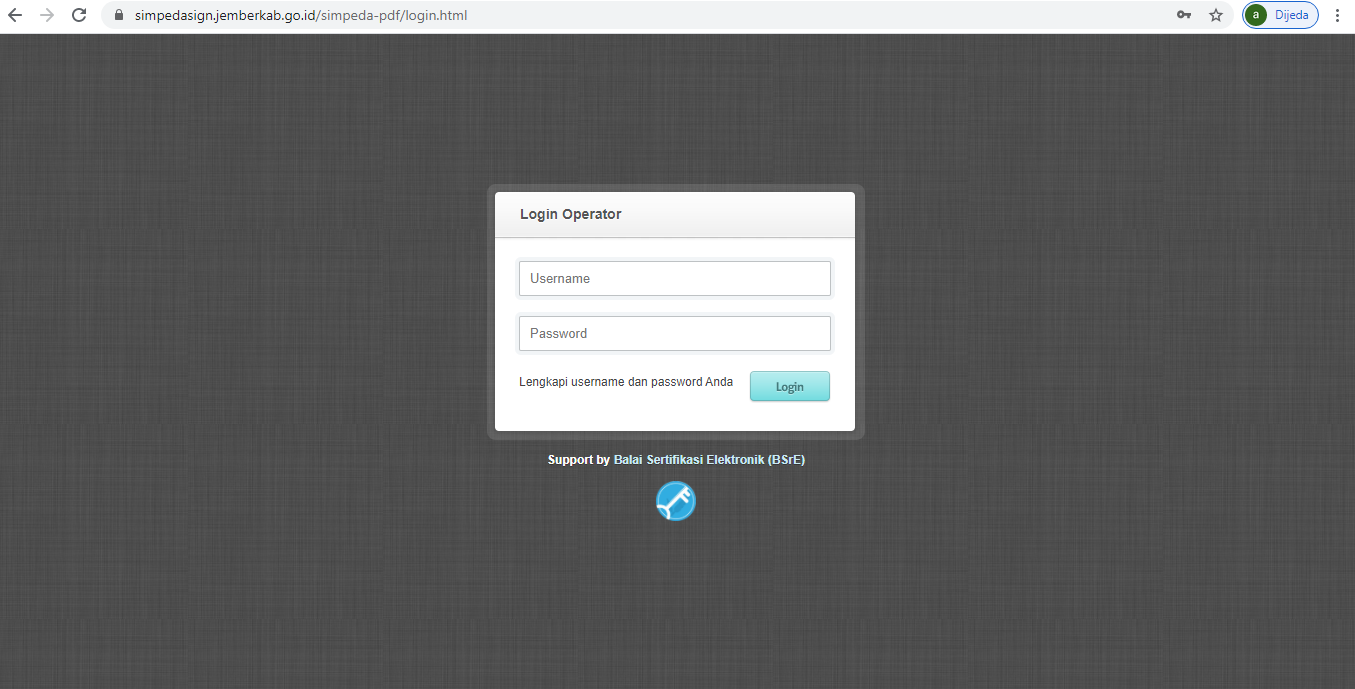 simpedasign.jemberkab.go.id/simpeda-pdf/login.html
a Dijeda
Login Operator
Username
Password
Lengkapi username dan password Anda
Login
Support by Balai Sertifikasi Elektronik (BSrE)